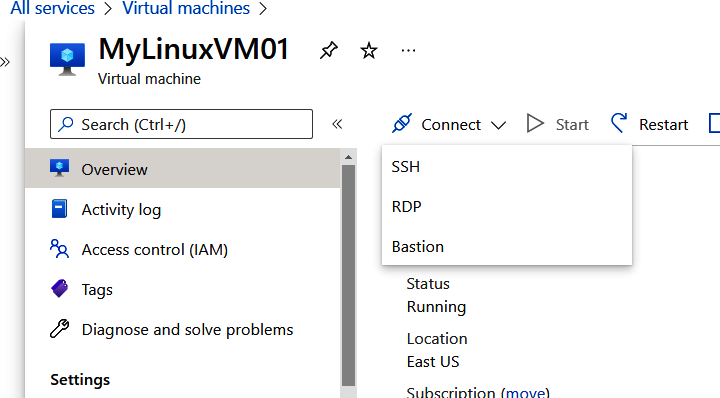 All services > Virtual machines >
»
MyLinuxVM01 ...
Virtual machine
Search (Ctrl+/) «
Connect Start Restart
Overview
Activity log
Access control (IAM)
Tags
Diagnose and solve problems
Settings
SSH
RDP
Bastion
Status
Running
Location
East US
Subscription (move)